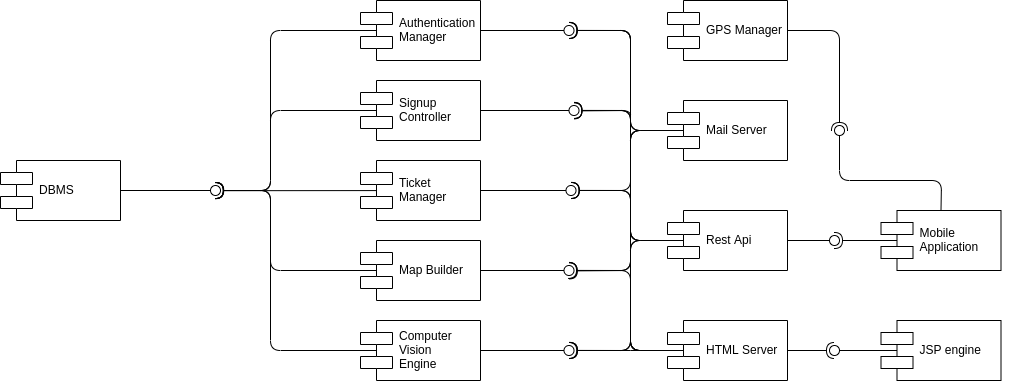 Authentication
Manager
GPS Manager
Signup
Controller
Mail Server
DBMS
Ticket
Manager
Rest Api
Mobile
Application
Map Builder
Computer
Vision
Engine
HTML Server
JSP engine